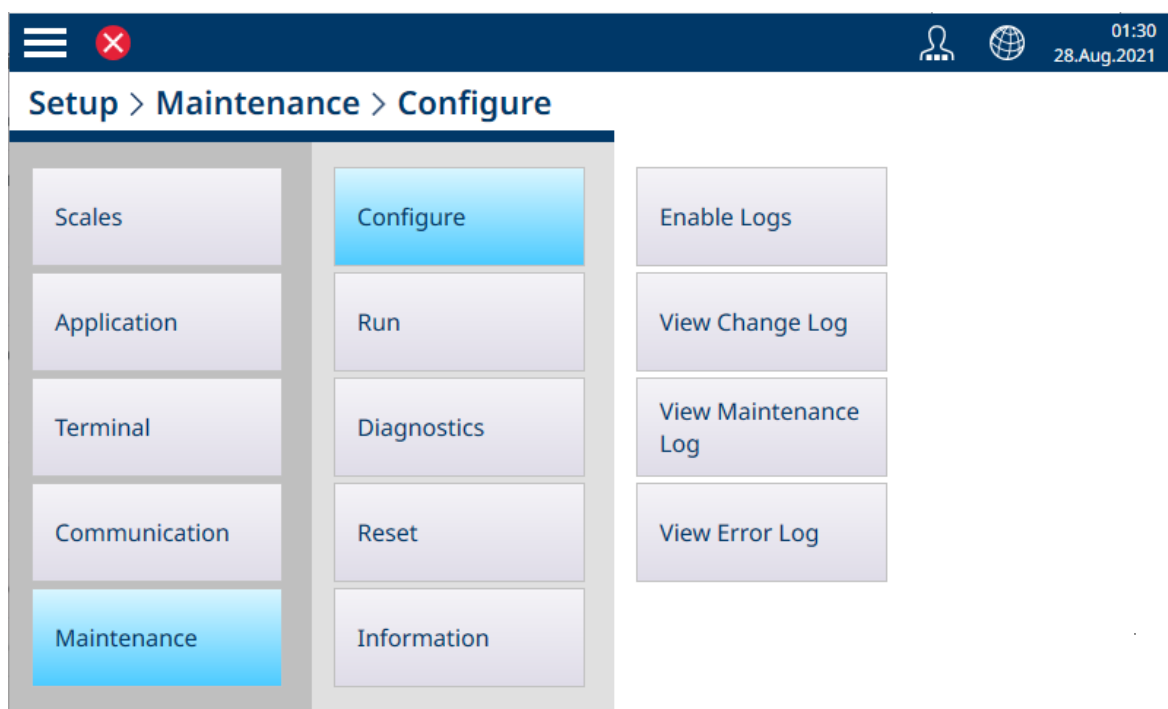 01:30
28.Aug.2021
Setup > Maintenance > Configure
Scales
Configure
Enable Logs
Application
Run
View Change Log
Terminal
Diagnostics
View Maintenance
Log
Communication
Reset
View Error Log
Maintenance
Information